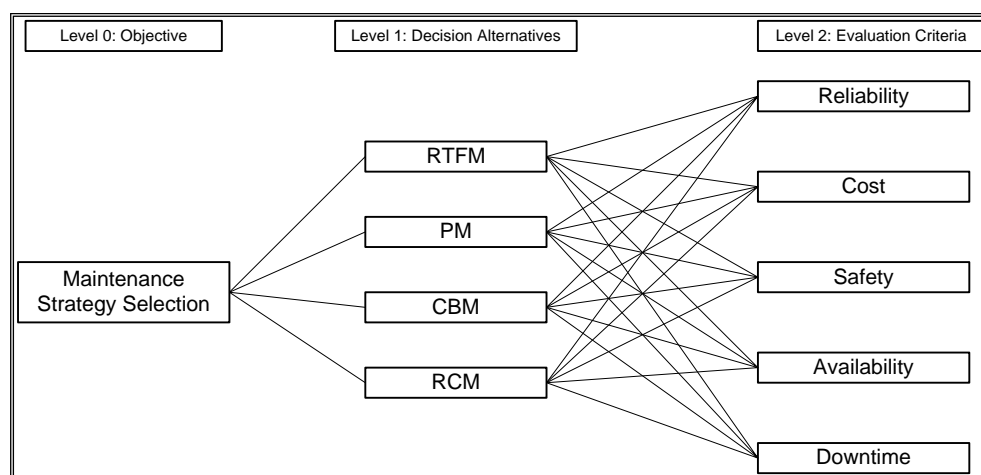 Level 0: Objective
Level 1: Decision Alternatives
Level 2: Evaluation Criteria
Maintenance
Strategy Selection
RTFM
PM
CBM
RCM
Reliability
Cost
Safety
Availability
Downtime